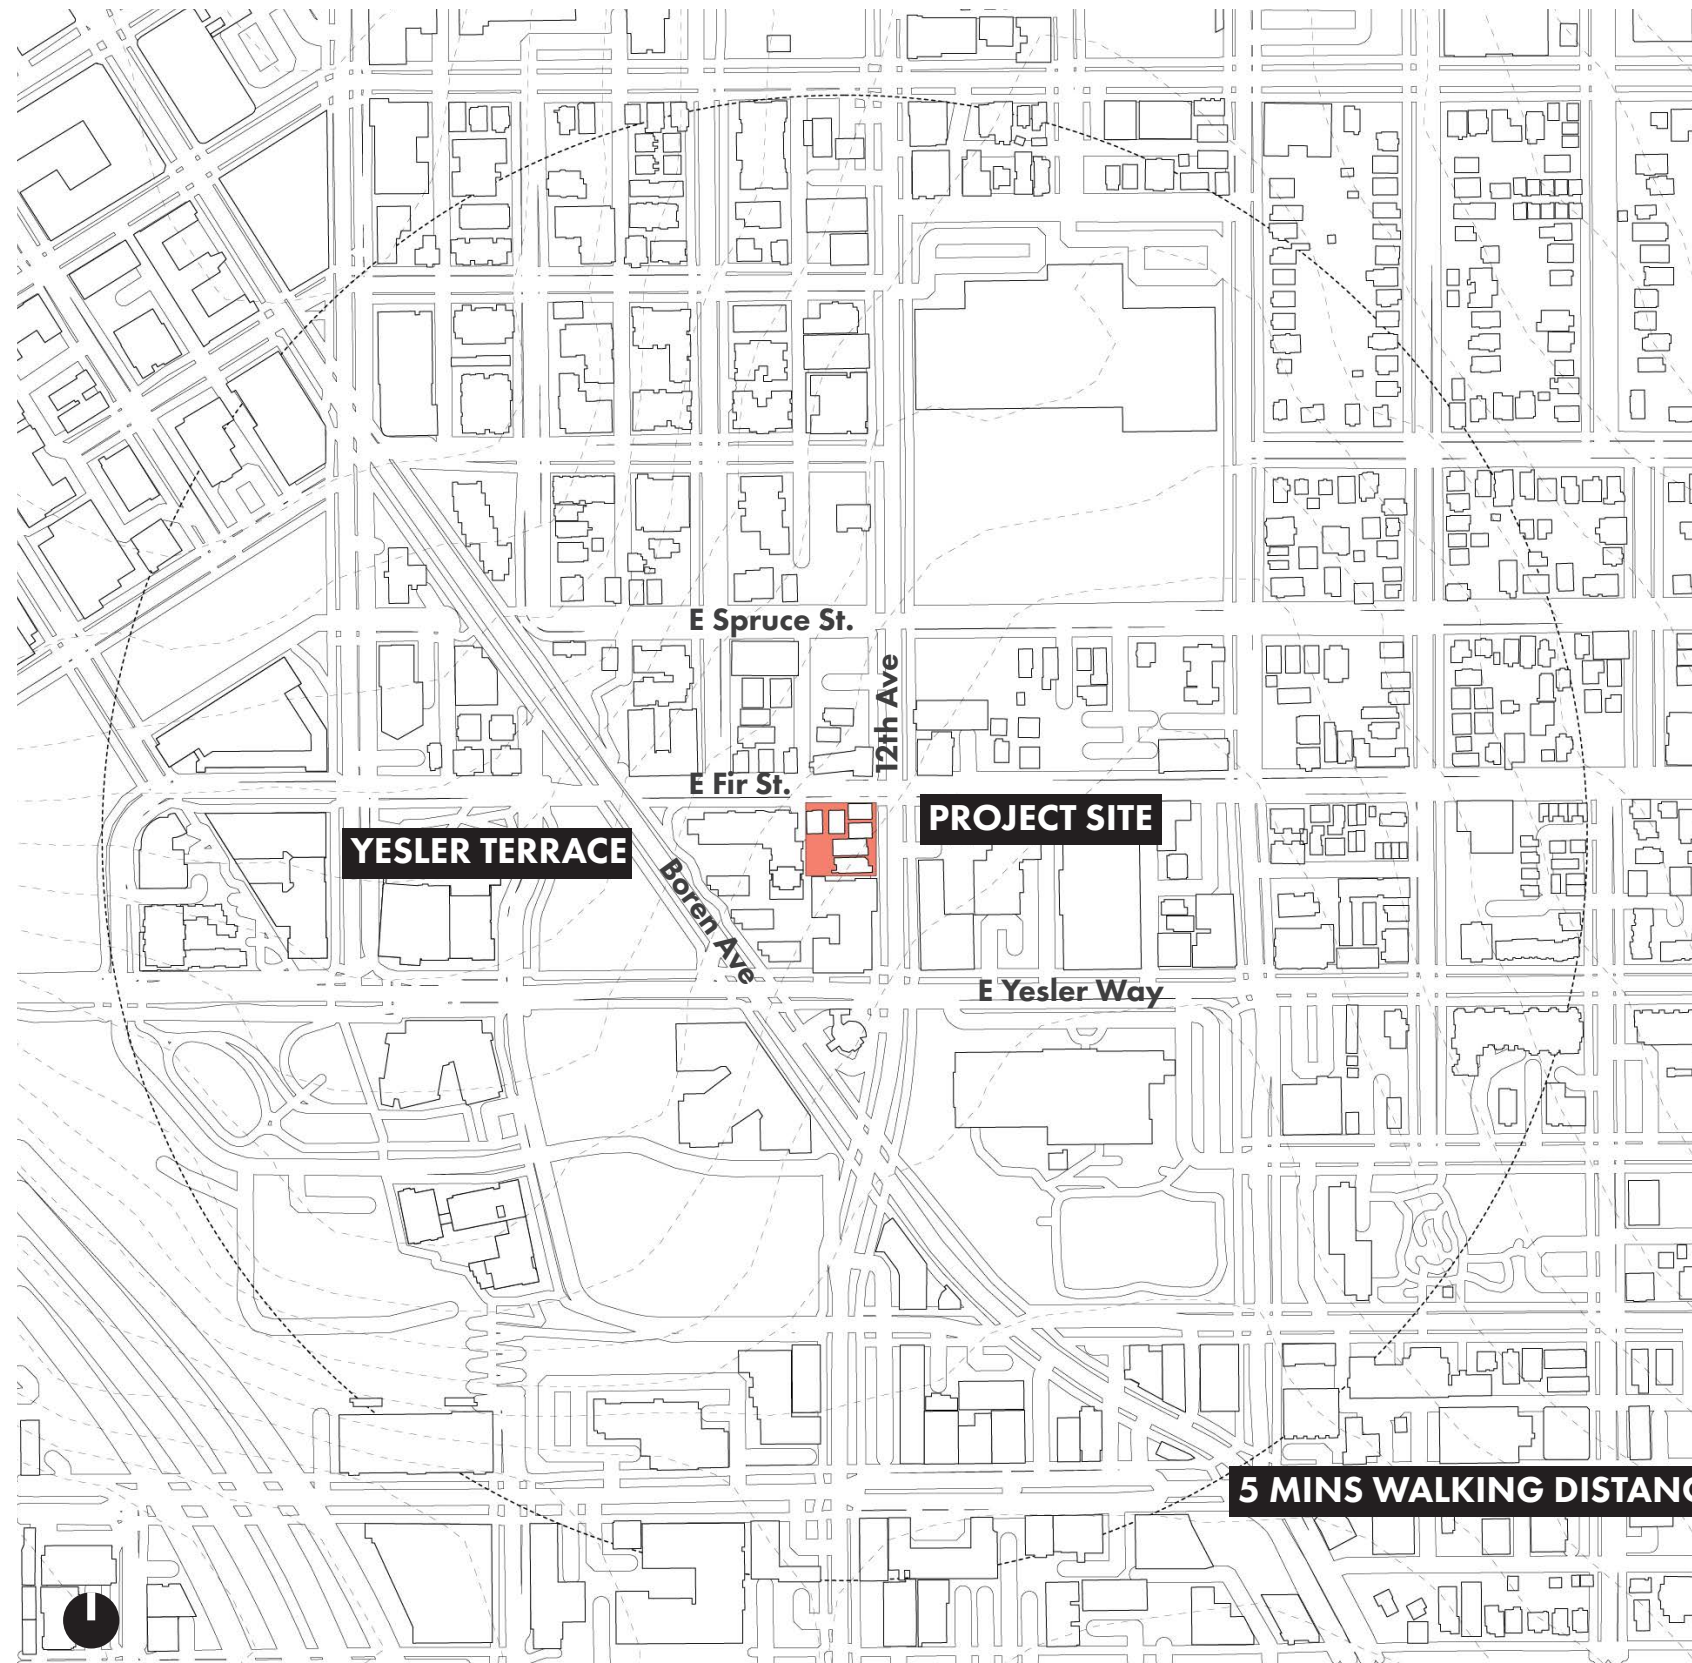 E Spruce St.
12th Ave
E Fir St.
PROJECT SITE
YESLER TERRACE
Boren Ave
E Yesler Way
5 MINS WALKING DISTANC